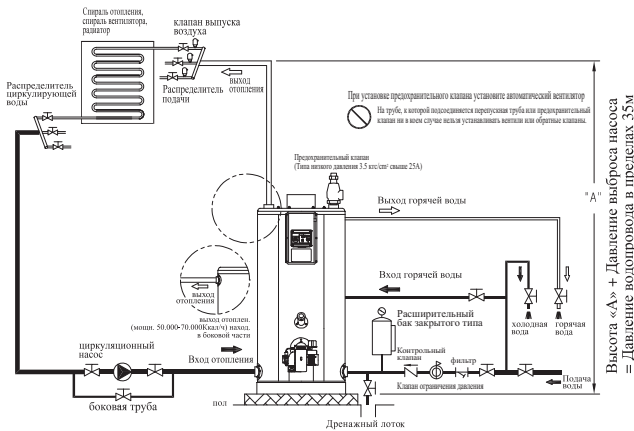 Спираль отопления,
спираль вентилятора,
радиатор
клапан выпуска
воздуха
Распределитель
циркулирующей
воды
Распределитель
подачи
выход
отопления
При установке предохранительного клапана установите автоматический вентилятор
На трубе, к которой подсоединяется перепускная труба или предохранительный
клапан ни в коем случае нельзя устанавливать вентили или обратные клапаны.
Предохранительный клапан
(Типа низкого давления 3.5 кгс/cm² свыше 25A)
Выход горячей воды
"A"
Высота «А» + Давление выброса насоса
= Давление водопровода в пределах 35м
Вход горячей воды
выход
отопления
выход отоплен.
(мощн. 50.000-70.000Ккал/ч) наход.
в боковой части
Расширительный
бак закрытого типа
холодная
вода
горячая
вода
циркуляционный
насос
Вход отопления
Контрольный
клапан
фильтр
Клапан ограничения давления
Подача
воды
боковая труба
пол
Дренажный лоток